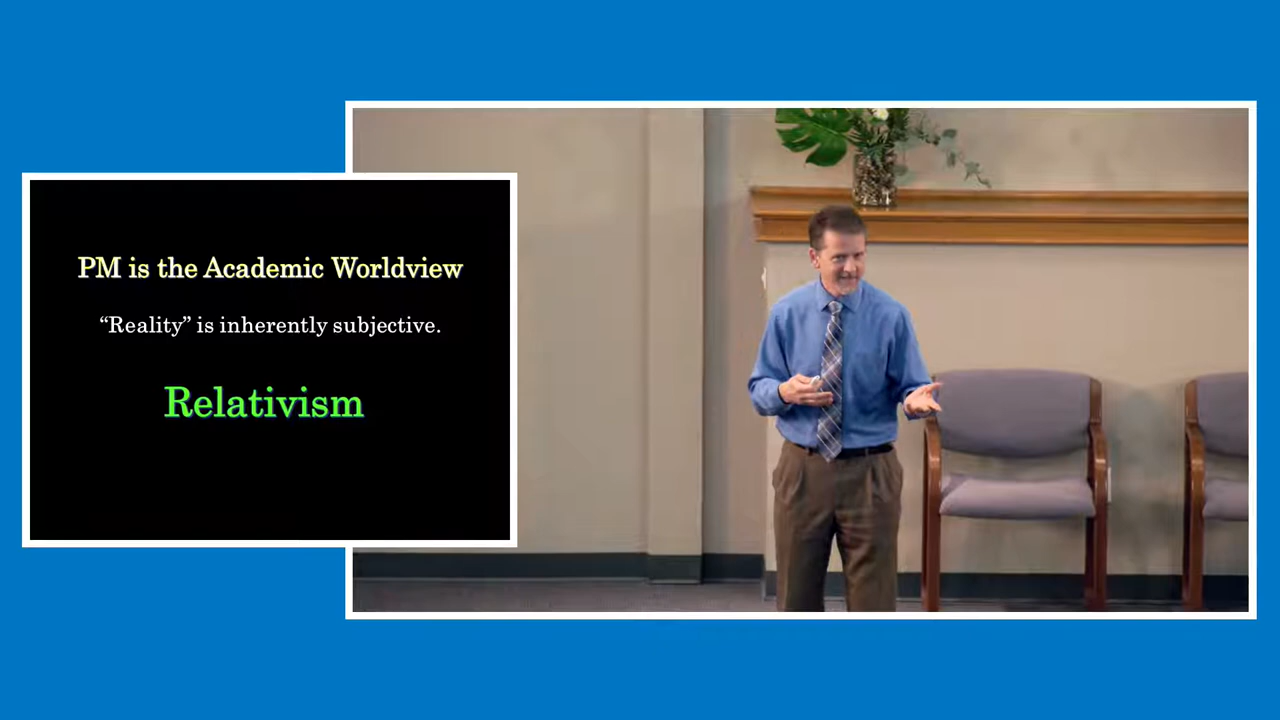 PM is the Academic Worldview
“Reality” is inherently subjective.
Relativism